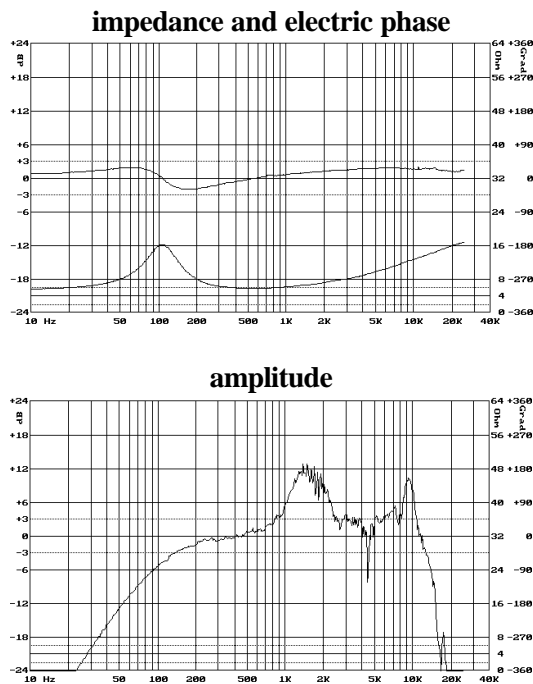 impedance and electric phase
+24 64 +360
dB Ohm Grad
+18 56 +270
+12 48 +180
+6 40 +90
+3
0 32 0
-3
-6 24 -90
-12 16 -180
-18 8 -270
4
-24 0 -360
10 Hz 50 100 200 500 1K 2K 5K 10K 20K 40K
amplitude
+24 64 +360
dB Ohm Grad
+18 56 +270
+12 48 +180
+6 40 +90
+3
0 32 0
-3
-6 24 -90
-12 16 -180
-18 8 -270
4
-24 0 -360
10 Hz 50 100 200 500 1K 2K 5K 10K 20K 40K